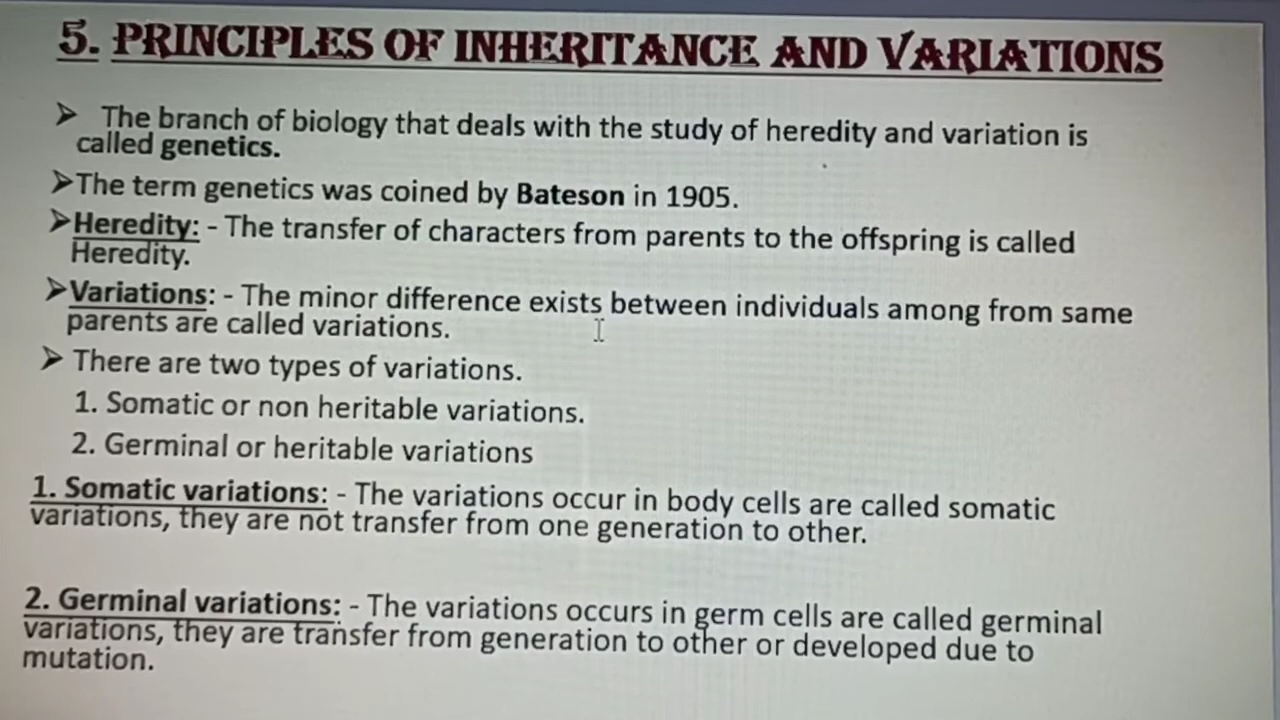 5. PRINCIPLES OF INHERITANCE AND VARIATIONS
➤ The branch of biology that deals with the study of heredity and variation is
called genetics.
➤The term genetics was coined by Bateson in 1905.
➤Heredity: - The transfer of characters from parents to the offspring is called
Heredity.
➤Variations: - The minor difference exists between individuals among from same
parents are called variations.
➤ There are two types of variations.
1. Somatic or non heritable variations.
2. Germinal or heritable variations
1. Somatic variations: - The variations occur in body cells are called somatic
variations, they are not transfer from one generation to other.
2. Germinal variations: - The variations occurs in germ cells are called germinal
variations, they are transfer from generation to other or developed due to
mutation.